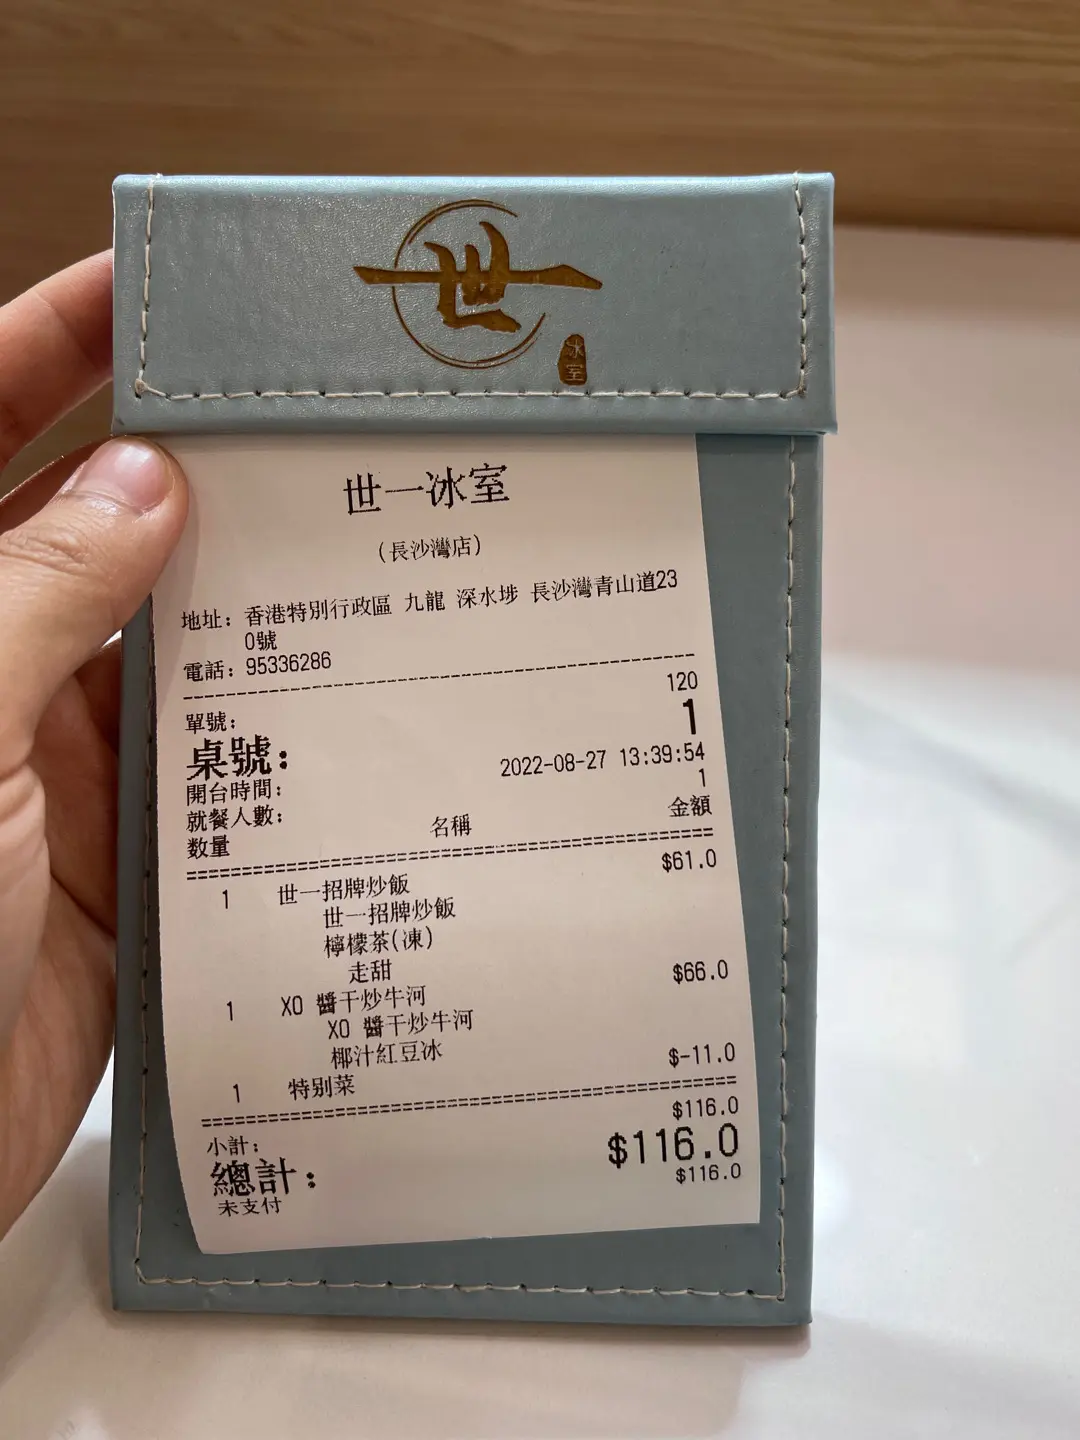 世
冰室
世一冰室
(長沙灣店)
地址: 香港特別行政區 九龍 深水埗 長沙灣青山道23
0號
電話: 95336286
單號: 120
桌號: 1
開台時間: 2022-08-27 13:39:54
就餐人數: 1
数量 名稱 金額
1 世一招牌炒飯 $61.0
世一招牌炒飯
檸檬茶(凍)
走甜
1 XO 醬干炒牛河 $66.0
XO 醬干炒牛河
椰汁紅豆冰
1 特别菜 $-11.0
小計: $116.0
總計: $116.0
未支付 $116.0